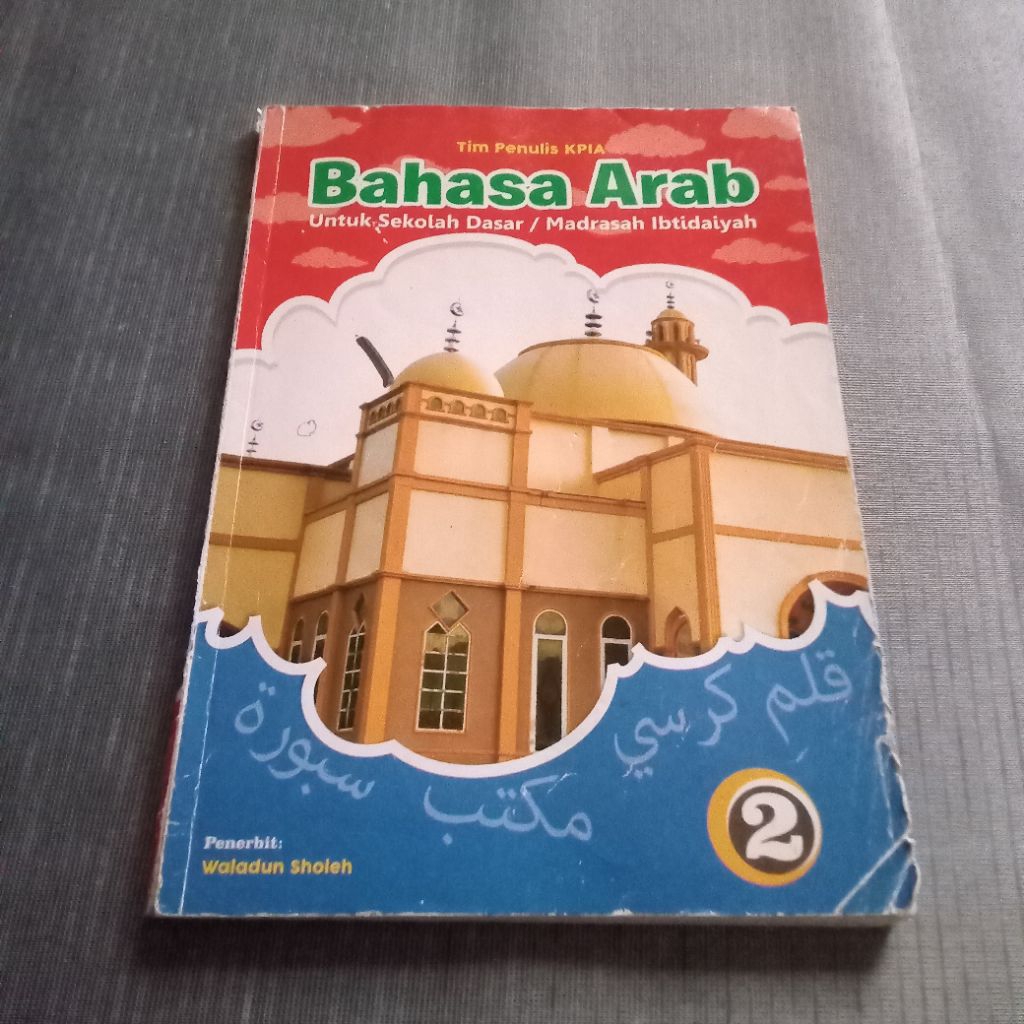 Tim Penulis KPIA
Bahasa Arab
Untuk Sekolah Dasar / Madrasah Ibtidaiyah
قلم كرسي مكتب سبورة
2
Penerbit:
Waladun Sholeh